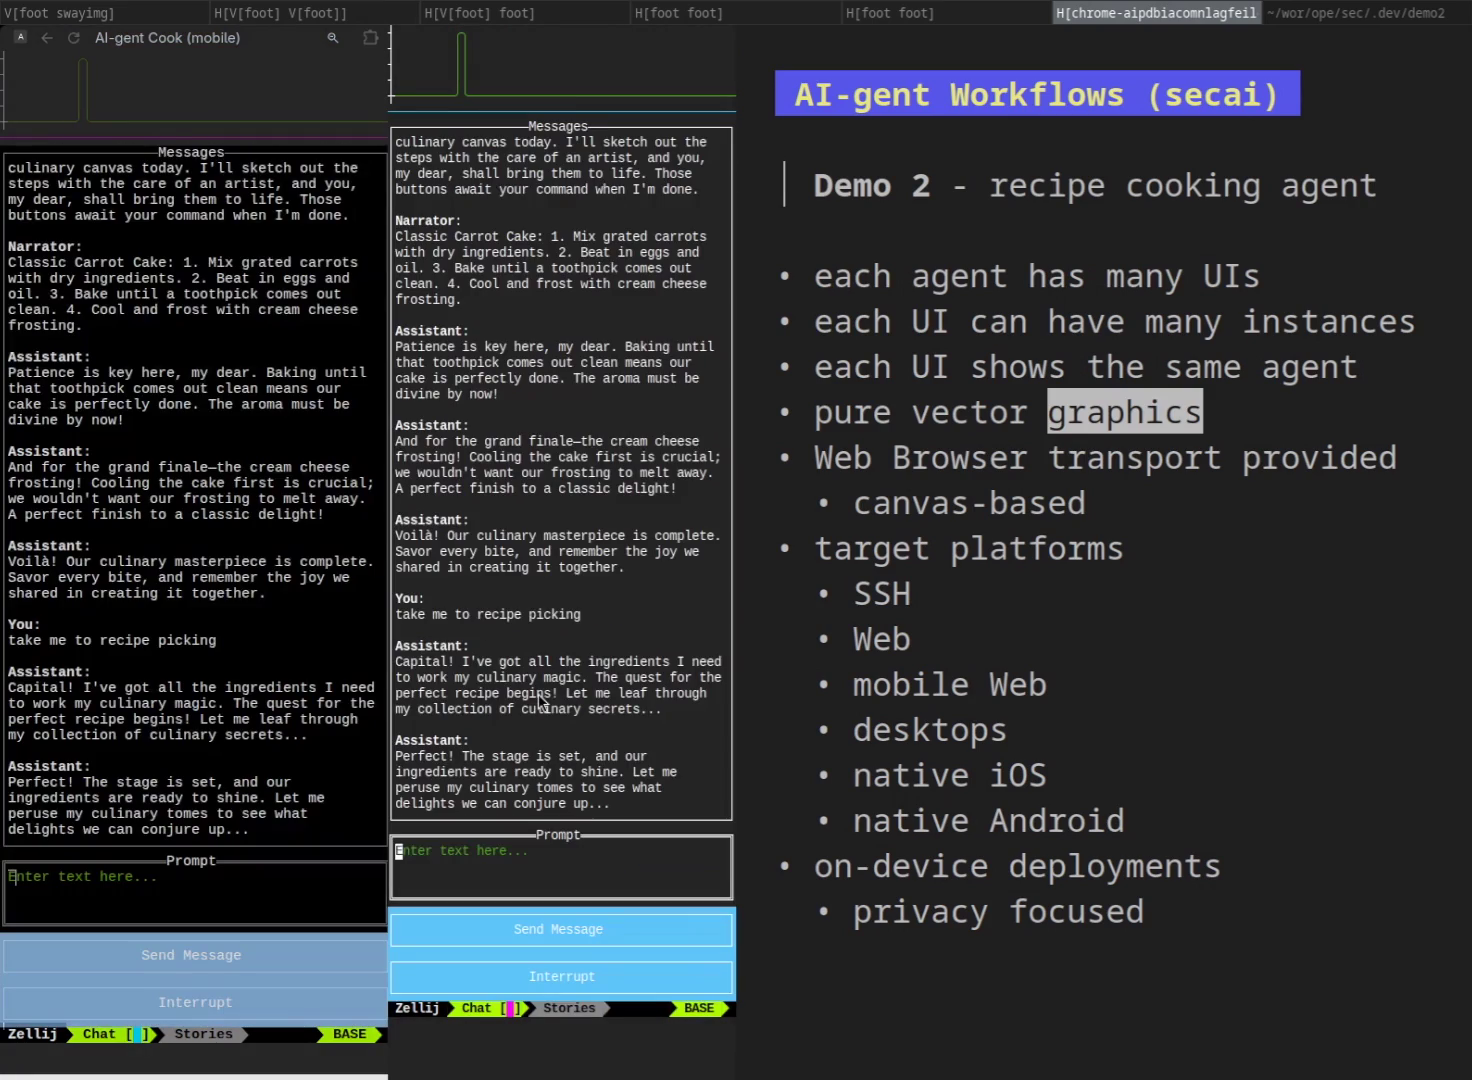 V[foot swayimg]
H[V[foot] V[foot]]
H[V[foot] foot]
H[foot foot]
H[foot foot]
H[chrome-aipdbiacomnlagfeil
~/wor/ope/sec/.dev/demo2
A
AI-gent Cook (mobile)
Messages
culinary canvas today. I'll sketch out the
steps with the care of an artist, and you,
my dear, shall bring them to life. Those
buttons await your command when I'm done.
Narrator:
Classic Carrot Cake: 1. Mix grated carrots
with dry ingredients. 2. Beat in eggs and
oil. 3. Bake until a toothpick comes out
clean. 4. Cool and frost with cream cheese
frosting.
Assistant:
Patience is key here, my dear. Baking until
that toothpick comes out clean means our
cake is perfectly done. The aroma must be
divine by now!
Assistant:
And for the grand finale—the cream cheese
frosting! Cooling the cake first is crucial;
we wouldn't want our frosting to melt away.
A perfect finish to a classic delight!
Assistant:
Voilà! Our culinary masterpiece is complete.
Savor every bite, and remember the joy we
shared in creating it together.
You:
take me to recipe picking
Assistant:
Capital! I've got all the ingredients I need
to work my culinary magic. The quest for the
perfect recipe begins! Let me leaf through
my collection of culinary secrets...
Assistant:
Perfect! The stage is set, and our
ingredients are ready to shine. Let me
peruse my culinary tomes to see what
delights we can conjure up...
Prompt
Enter text here...
Send Message
Interrupt
Zellij
Chat [ ]
Stories
BASE
Messages
culinary canvas today. I'll sketch out the
steps with the care of an artist, and you,
my dear, shall bring them to life. Those
buttons await your command when I'm done.
Narrator:
Classic Carrot Cake: 1. Mix grated carrots
with dry ingredients. 2. Beat in eggs and
oil. 3. Bake until a toothpick comes out
clean. 4. Cool and frost with cream cheese
frosting.
Assistant:
Patience is key here, my dear. Baking until
that toothpick comes out clean means our
cake is perfectly done. The aroma must be
divine by now!
Assistant:
And for the grand finale—the cream cheese
frosting! Cooling the cake first is crucial;
we wouldn't want our frosting to melt away.
A perfect finish to a classic delight!
Assistant:
Voilà! Our culinary masterpiece is complete.
Savor every bite, and remember the joy we
shared in creating it together.
You:
take me to recipe picking
Assistant:
Capital! I've got all the ingredients I need
to work my culinary magic. The quest for the
perfect recipe begins! Let me leaf through
my collection of culinary secrets...
Assistant:
Perfect! The stage is set, and our
ingredients are ready to shine. Let me
peruse my culinary tomes to see what
delights we can conjure up...
Prompt
Enter text here...
Send Message
Interrupt
Zellij
Chat [ ]
Stories
BASE
AI-gent Workflows (secai)
Demo 2 - recipe cooking agent
• each agent has many UIs
• each UI can have many instances
• each UI shows the same agent
• pure vector graphics
• Web Browser transport provided
• canvas-based
• target platforms
• SSH
• Web
• mobile Web
• desktops
• native iOS
• native Android
• on-device deployments
• privacy focused